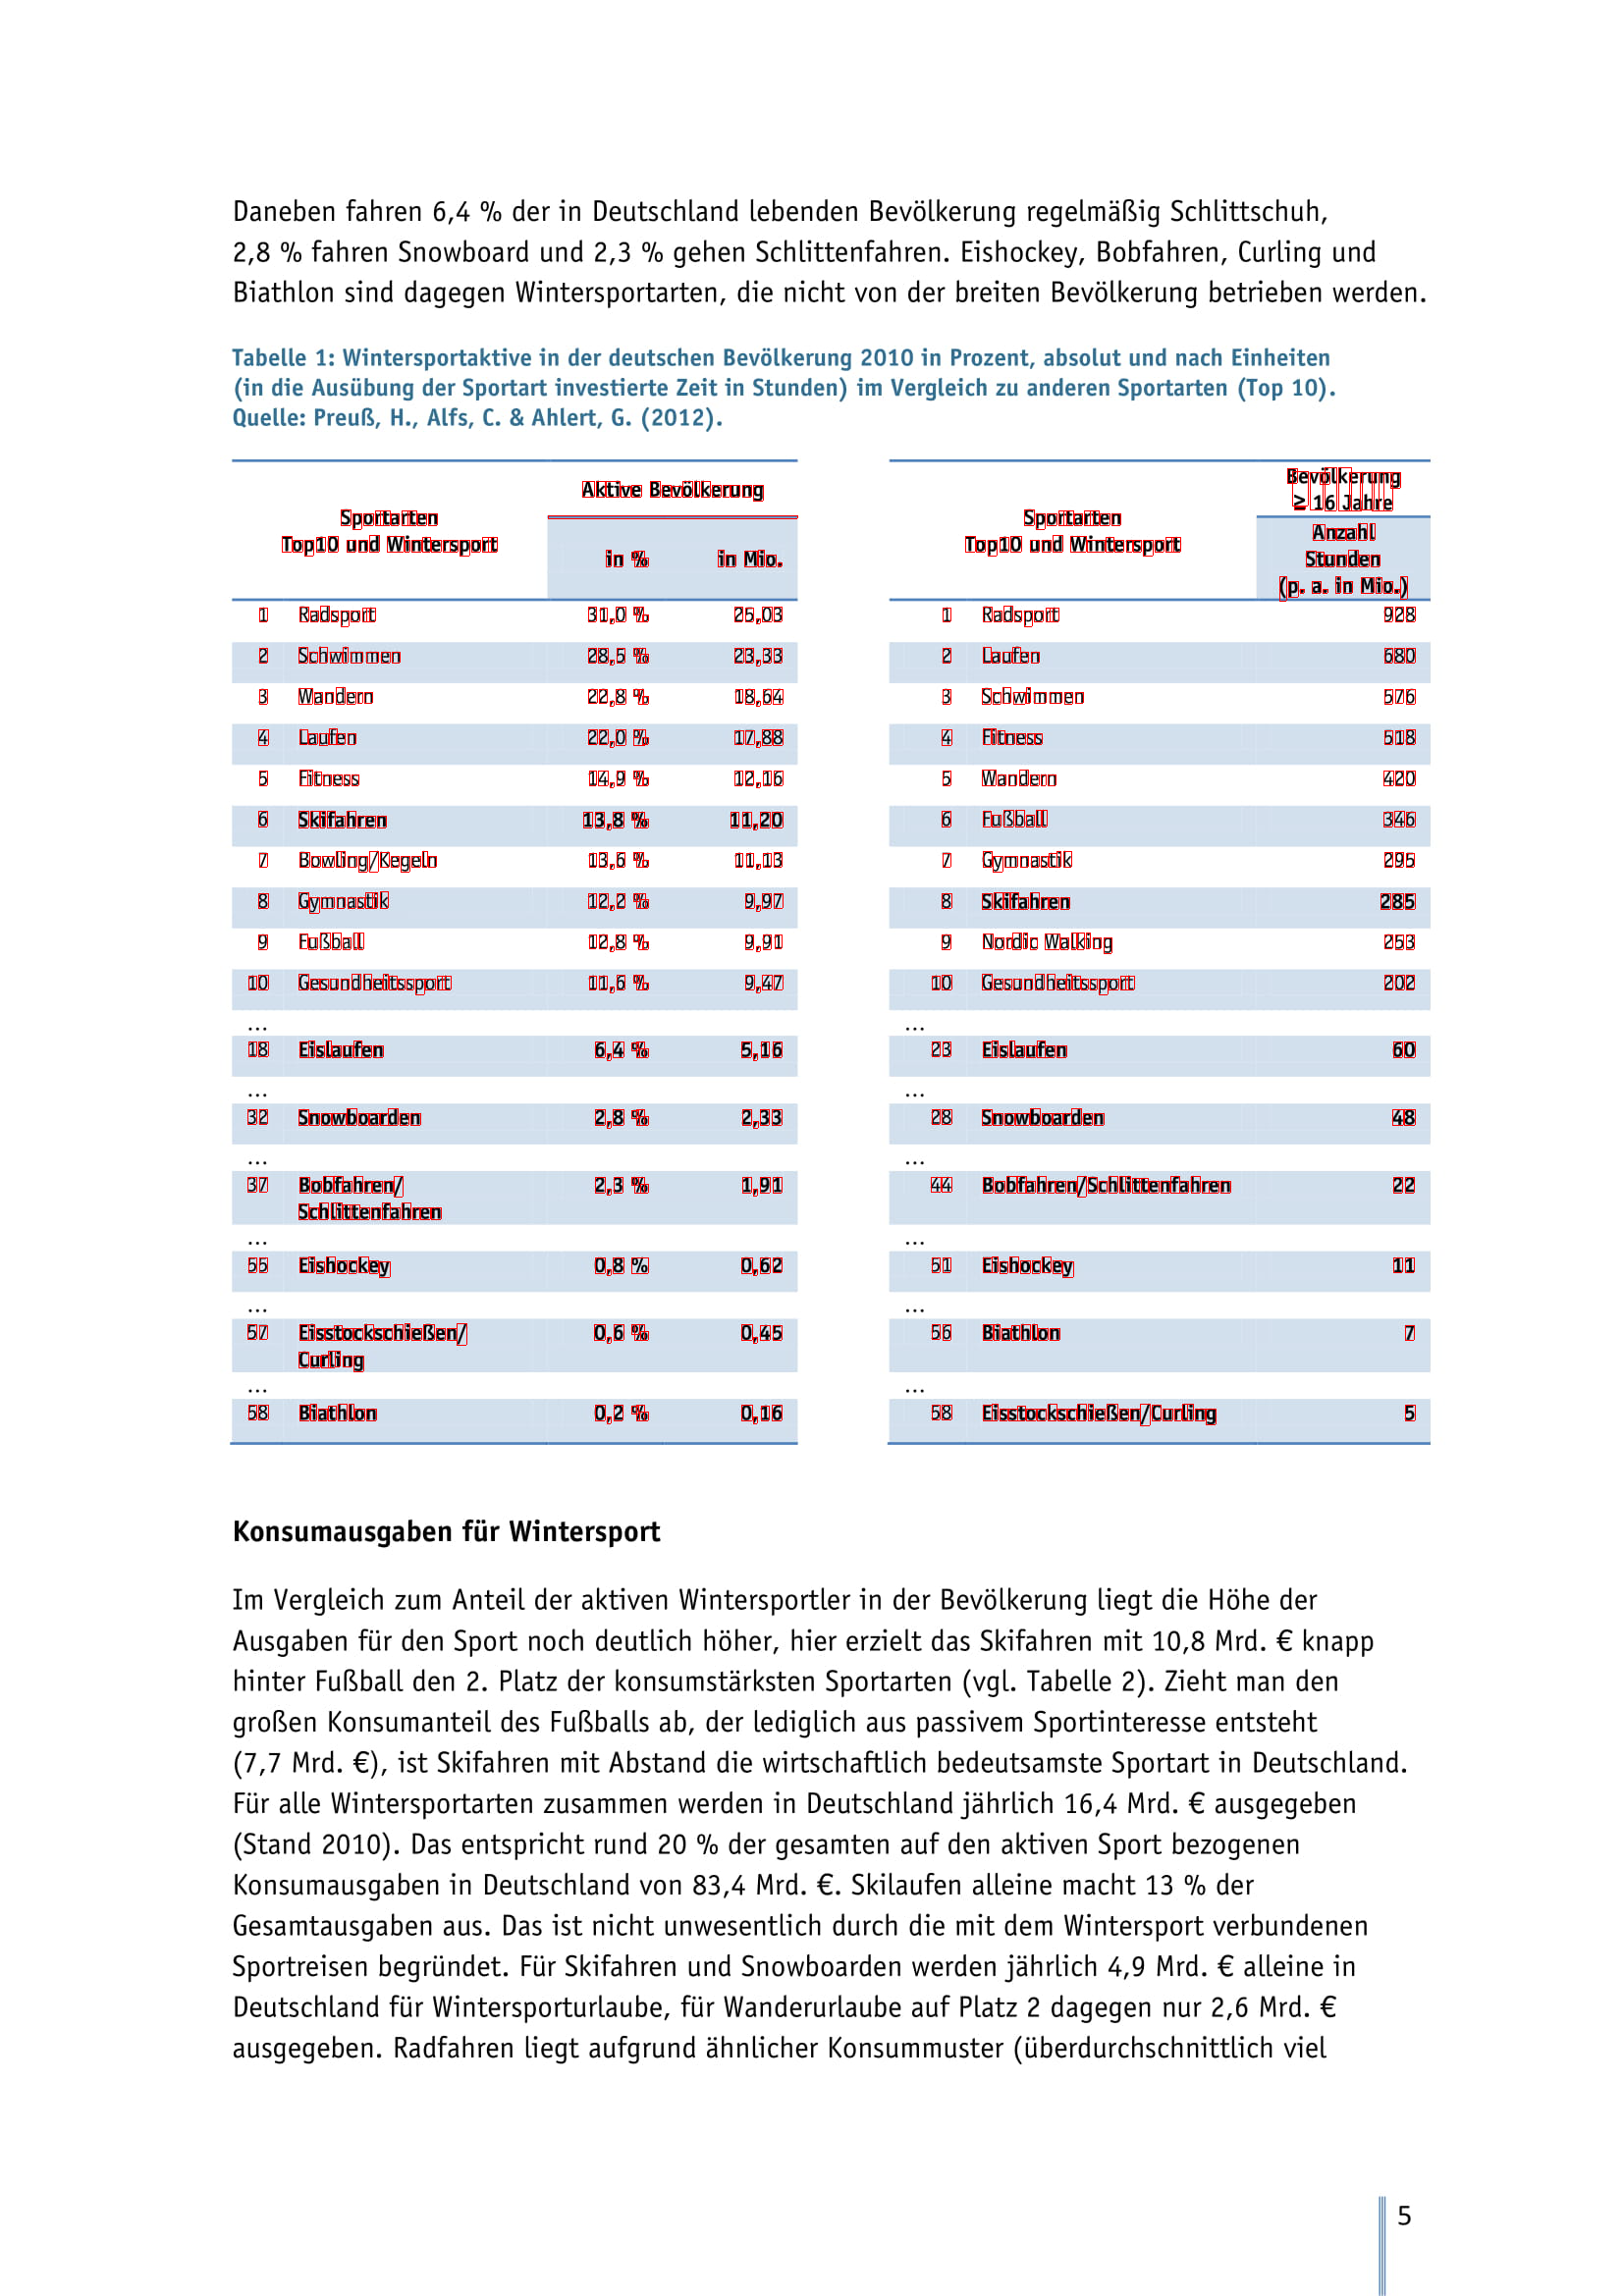 Daneben fahren 6,4 % der in Deutschland lebenden Bevölkerung regelmäßig Schlittschuh,
2,8 % fahren Snowboard und 2,3 % gehen Schlittenfahren. Eishockey, Bobfahren, Curling und
Biathlon sind dagegen Wintersportarten, die nicht von der breiten Bevölkerung betrieben werden.
Tabelle 1: Wintersportaktive in der deutschen Bevölkerung 2010 in Prozent, absolut und nach Einheiten
(in die Ausübung der Sportart investierte Zeit in Stunden) im Vergleich zu anderen Sportarten (Top 10).
Quelle: Preuß, H., Alfs, C. & Ahlert, G. (2012).
Sportarten
Top10 und Wintersport
Aktive Bevölkerung
in % in Mio.
1 Radsport 31,0 % 25,03
2 Schwimmen 28,5 % 23,33
3 Wandern 22,8 % 18,64
4 Laufen 22,0 % 17,88
5 Fitness 14,9 % 12,16
6 Skifahren 13,8 % 11,20
7 Bowling/Kegeln 13,6 % 11,13
8 Gymnastik 12,2 % 9,97
9 Fußball 12,8 % 9,91
10 Gesundheitssport 11,6 % 9,47
...
18 Eislaufen 6,4 % 5,16
...
32 Snowboarden 2,8 % 2,33
...
37 Bobfahren/ 2,3 % 1,91
Schlittenfahren
...
55 Eishockey 0,8 % 0,62
...
57 Eisstockschießen/ 0,6 % 0,45
Curling
...
58 Biathlon 0,2 % 0,16
Sportarten
Top10 und Wintersport
Bevölkerung
≥ 16 Jahre
Anzahl
Stunden
(p. a. in Mio.)
1 Radsport 928
2 Laufen 680
3 Schwimmen 576
4 Fitness 518
5 Wandern 420
6 Fußball 346
7 Gymnastik 295
8 Skifahren 285
9 Nordic Walking 253
10 Gesundheitssport 202
...
23 Eislaufen 60
...
28 Snowboarden 48
...
44 Bobfahren/Schlittenfahren 22
...
51 Eishockey 11
...
56 Biathlon 7
...
58 Eisstockschießen/Curling 5
Konsumausgaben für Wintersport
Im Vergleich zum Anteil der aktiven Wintersportler in der Bevölkerung liegt die Höhe der
Ausgaben für den Sport noch deutlich höher, hier erzielt das Skifahren mit 10,8 Mrd. € knapp
hinter Fußball den 2. Platz der konsumstärksten Sportarten (vgl. Tabelle 2). Zieht man den
großen Konsumanteil des Fußballs ab, der lediglich aus passivem Sportinteresse entsteht
(7,7 Mrd. €), ist Skifahren mit Abstand die wirtschaftlich bedeutsamste Sportart in Deutschland.
Für alle Wintersportarten zusammen werden in Deutschland jährlich 16,4 Mrd. € ausgegeben
(Stand 2010). Das entspricht rund 20 % der gesamten auf den aktiven Sport bezogenen
Konsumausgaben in Deutschland von 83,4 Mrd. €. Skilaufen alleine macht 13 % der
Gesamtausgaben aus. Das ist nicht unwesentlich durch die mit dem Wintersport verbundenen
Sportreisen begründet. Für Skifahren und Snowboarden werden jährlich 4,9 Mrd. € alleine in
Deutschland für Wintersporturlaube, für Wanderurlaube auf Platz 2 dagegen nur 2,6 Mrd. €
ausgegeben. Radfahren liegt aufgrund ähnlicher Konsummuster (überdurchschnittlich viel
5